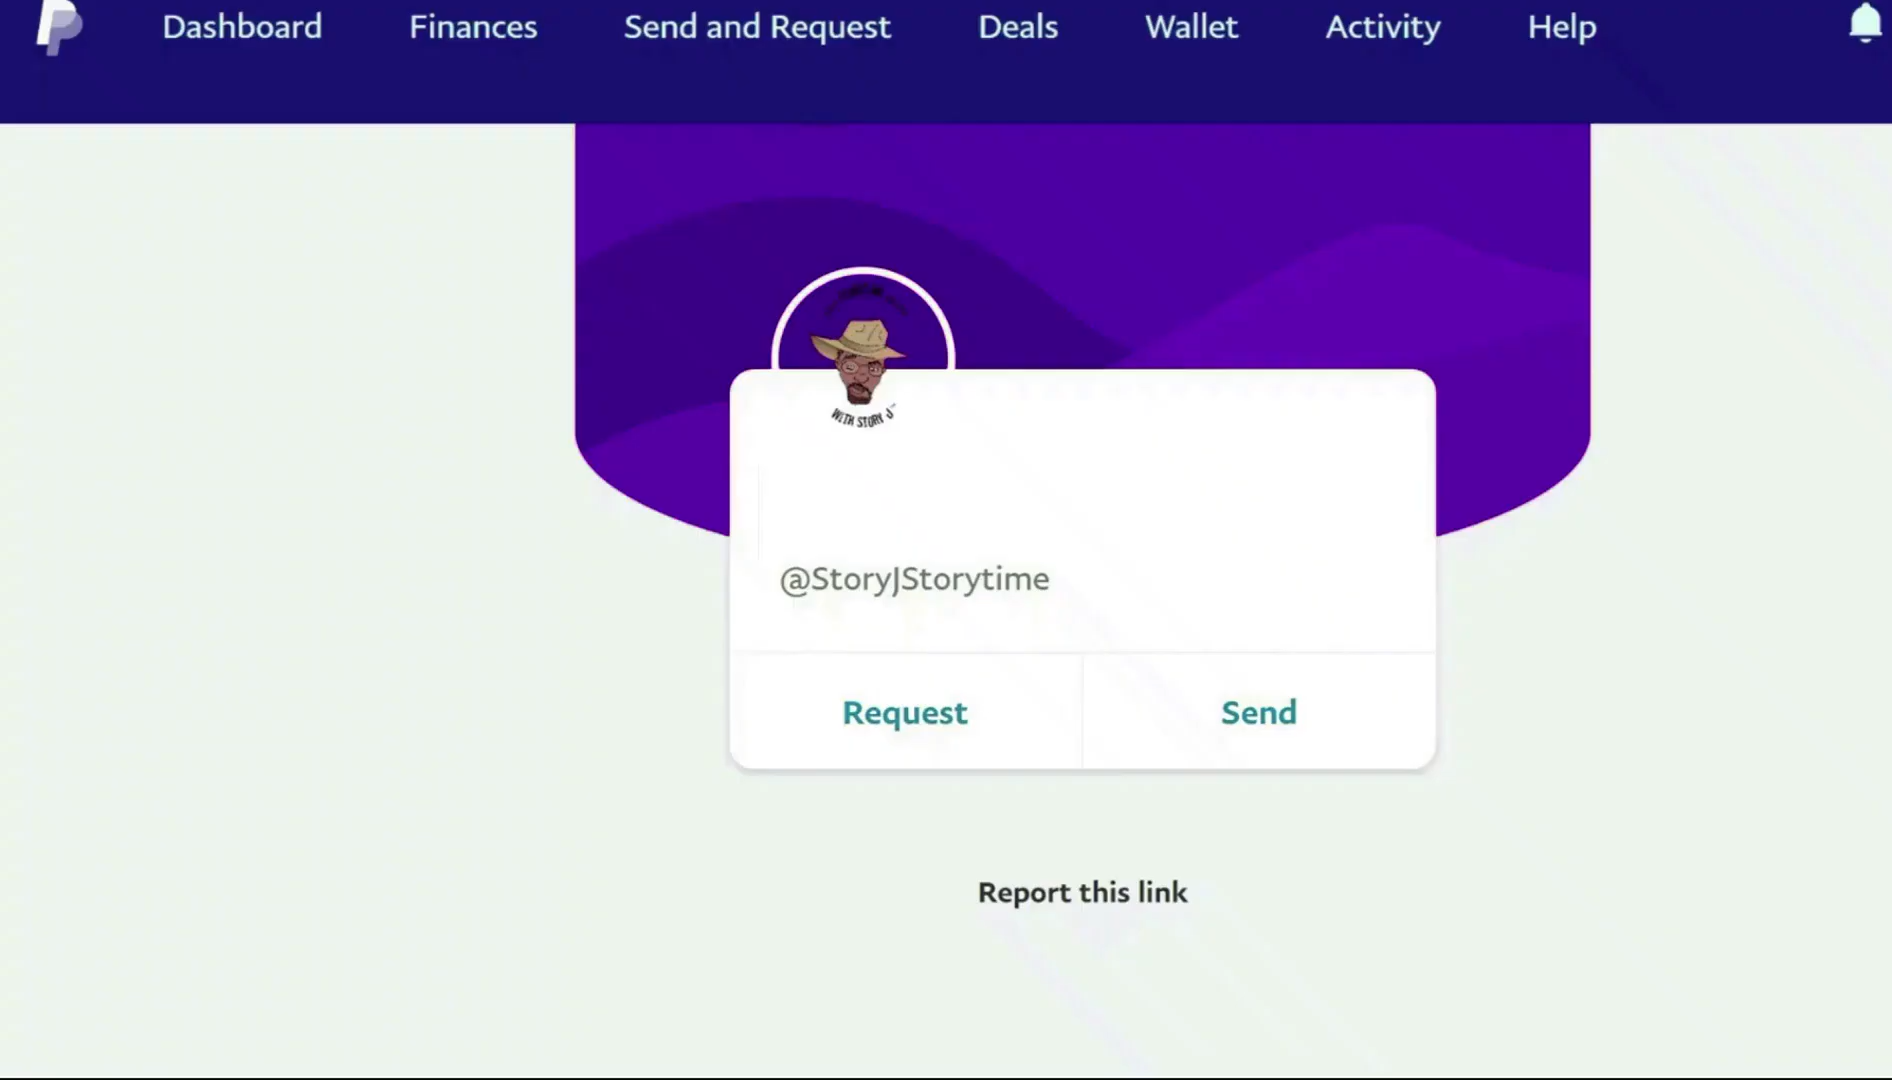 Dashboard
Finances
Send and Request
Deals
Wallet
Activity
Help
WITH STORY J
@StoryJStorytime
Request
Send
Report this link